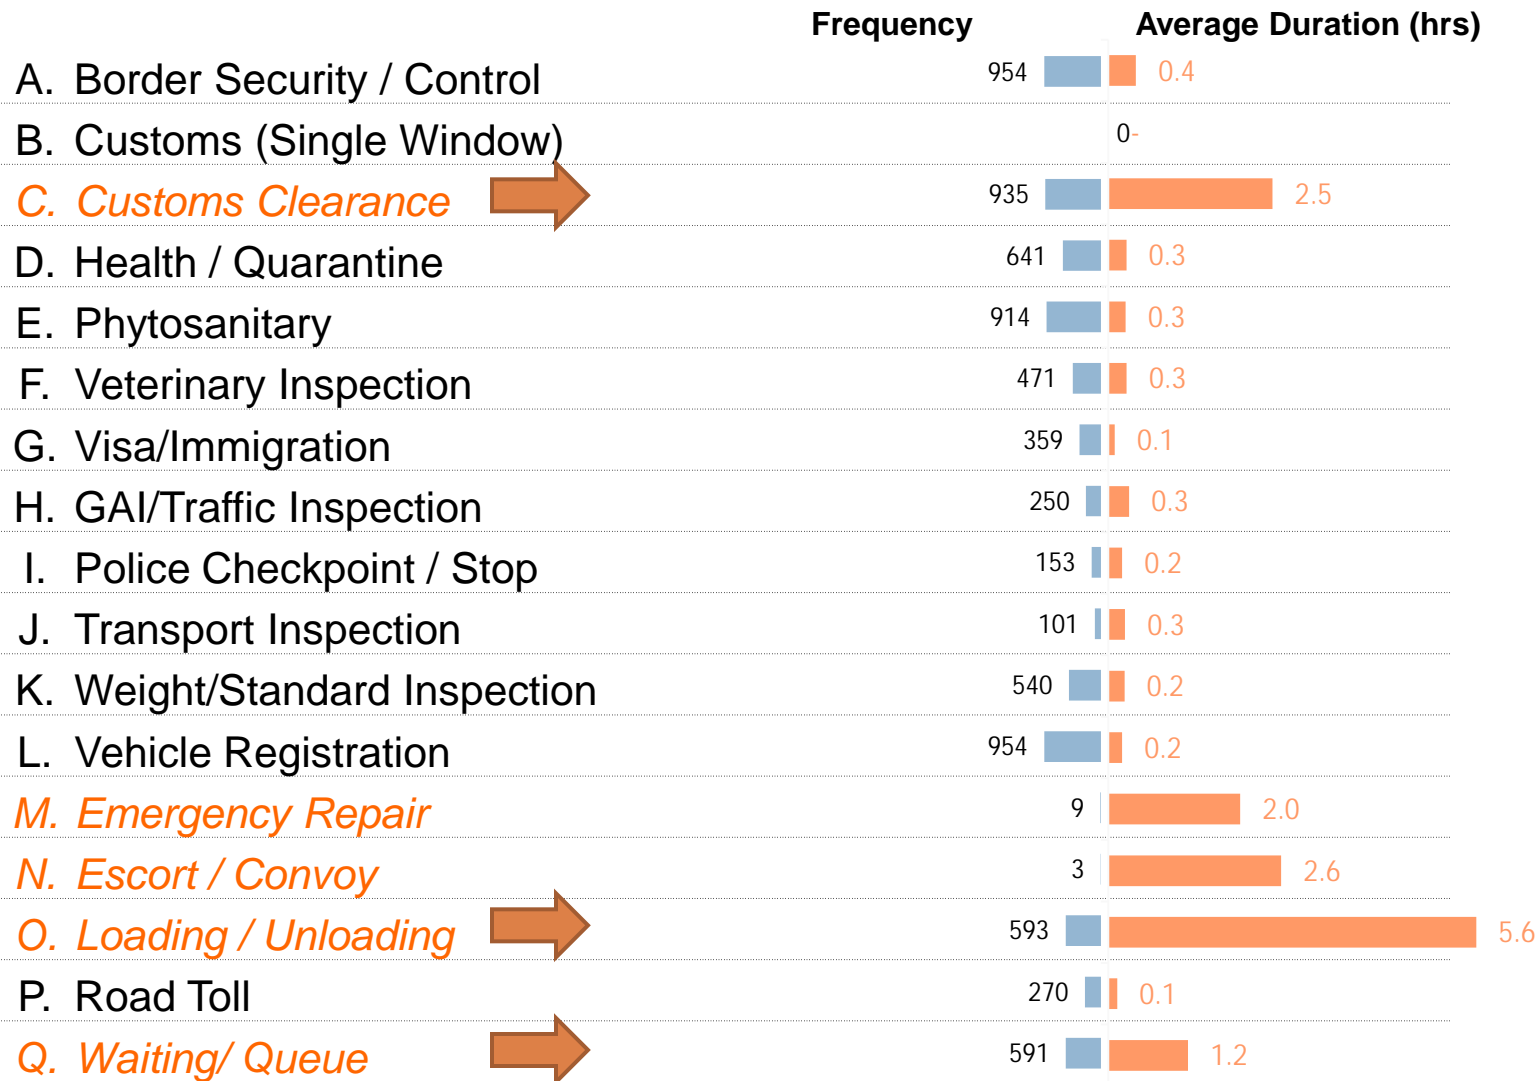 Frequency Average Duration (hrs)
A. Border Security / Control 954 0.4
B. Customs (Single Window) 0-
C. Customs Clearance 935 2.5
D. Health / Quarantine 641 0.3
E. Phytosanitary 914 0.3
F. Veterinary Inspection 471 0.3
G. Visa/Immigration 359 0.1
H. GAI/Traffic Inspection 250 0.3
I. Police Checkpoint / Stop 153 0.2
J. Transport Inspection 101 0.3
K. Weight/Standard Inspection 540 0.2
L. Vehicle Registration 954 0.2
M. Emergency Repair 9 2.0
N. Escort / Convoy 3 2.6
O. Loading / Unloading 593 5.6
P. Road Toll 270 0.1
Q. Waiting/ Queue 591 1.2